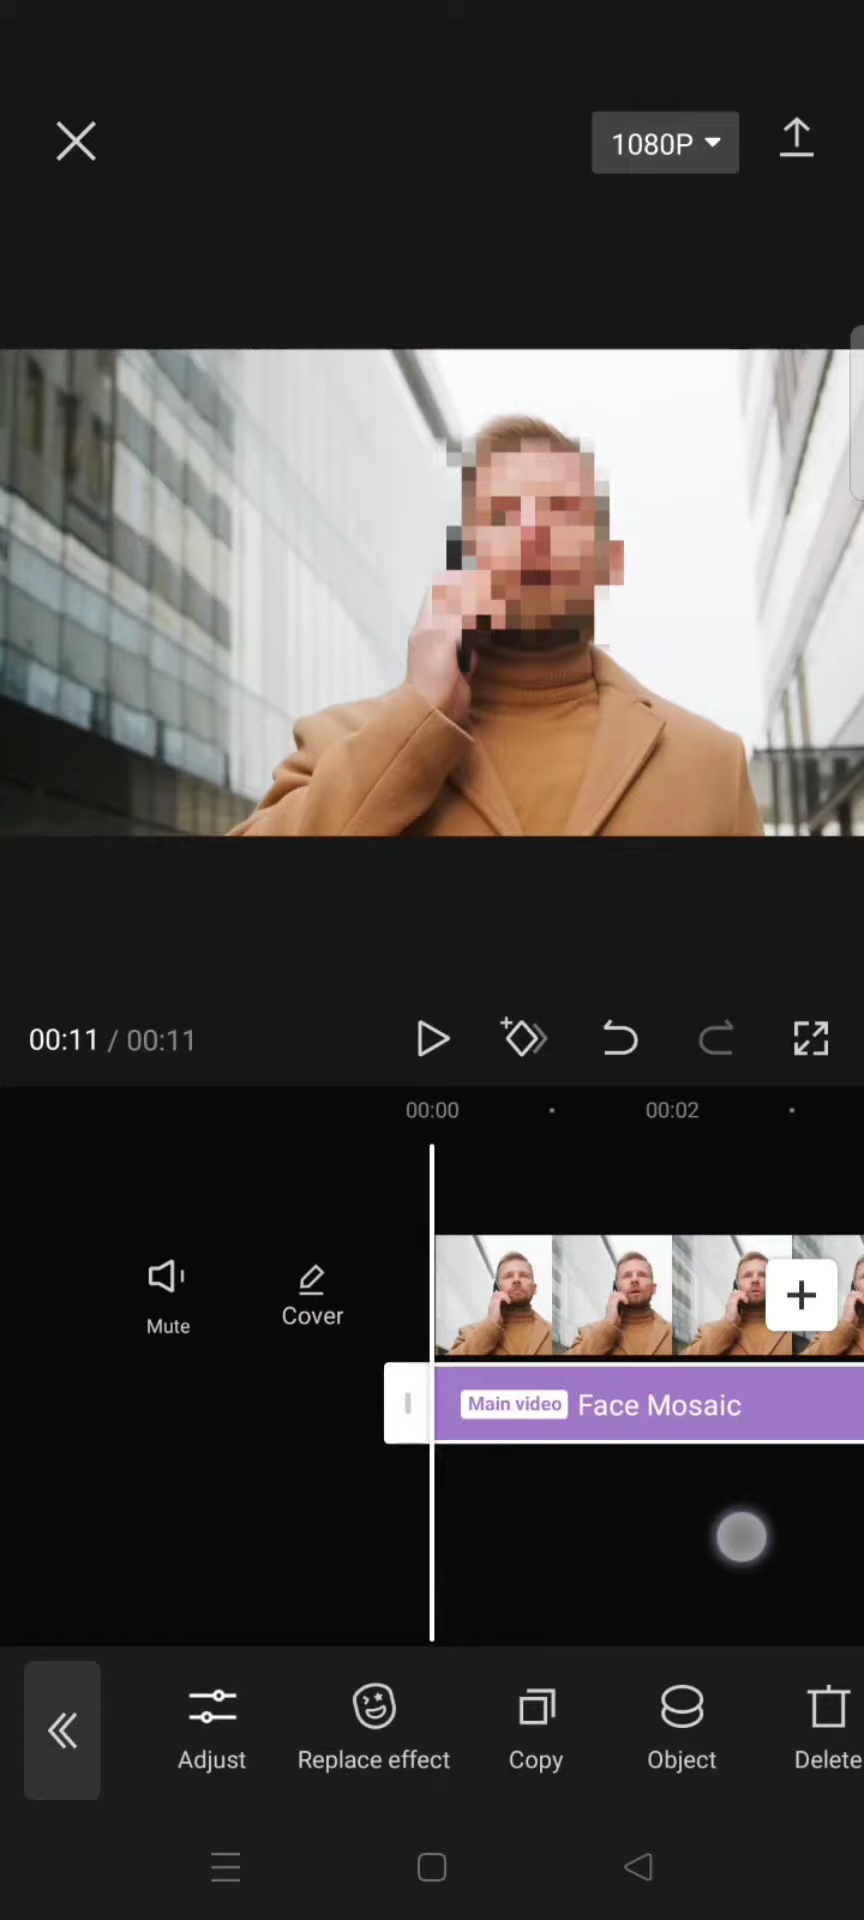 1080P
00:11 / 00:11
00:00
00:02
Mute
Cover
Main video Face Mosaic
Adjust
Replace effect
Copy
Object
Delete